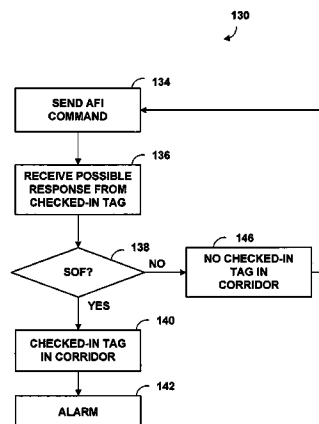 130
134
SEND AFI
COMMAND
136
RECEIVE POSSIBLE
RESPONSE FROM
CHECKED-IN TAG
138
SOF?
NO
146
NO CHECKED-IN
TAG IN
CORRIDOR
YES
140
CHECKED-IN TAG
IN CORRIDOR
142
ALARM